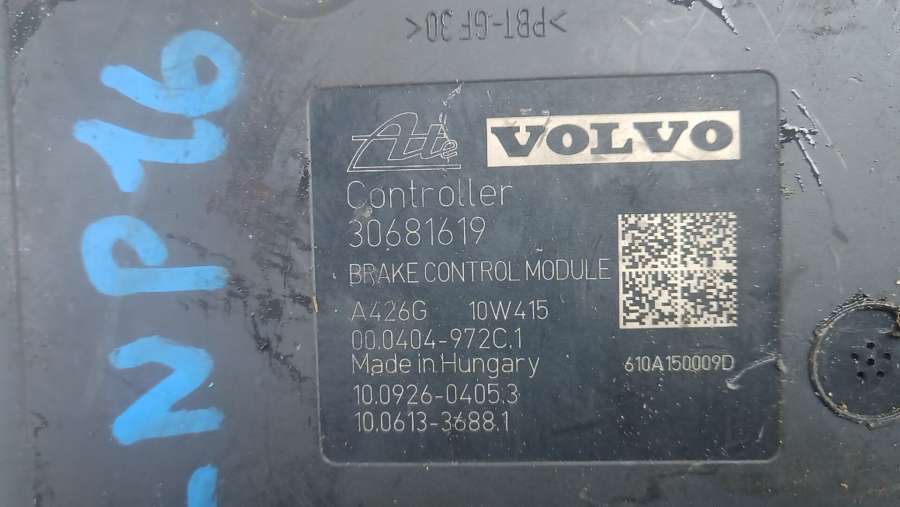 >PBT-GF30<
Ate VOLVO
Controller
30681619
BRAKE CONTROL MODULE
A426G 10W415
00.0404-972C.1
Made in Hungary
610A150009D
10.0926-0405.3
10.0613-3688.1
NP16